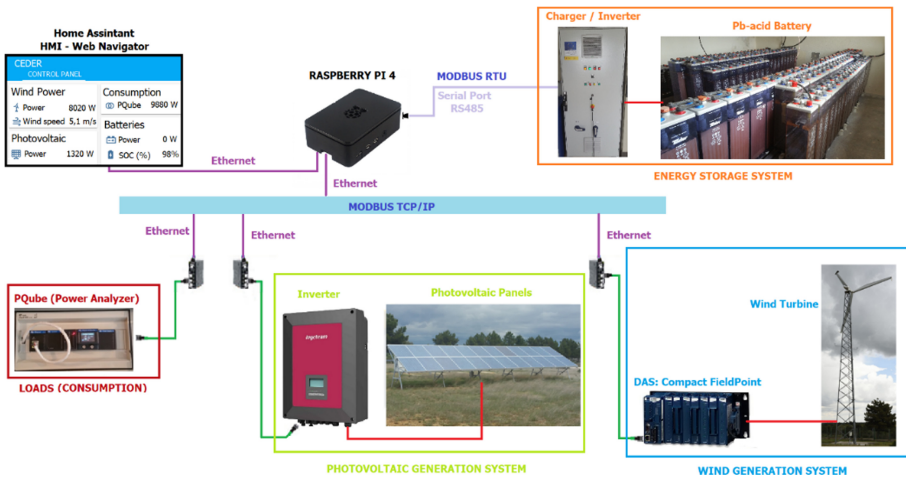 Home Assintant
HMI - Web Navigator
CEDER
CONTROL PANEL
Wind Power
Power 8020 W
Wind speed 5,1 m/s
Photovoltaic
Power 1320 W
Consumption
PQube 9880 W
Batteries
Power 0 W
SOC (%) 98%
RASPBERRY PI 4
MODBUS RTU
Serial Port
RS485
Charger / Inverter
Pb-acid Battery
ENERGY STORAGE SYSTEM
Ethernet
Ethernet
MODBUS TCP/IP
Ethernet
Ethernet
Ethernet
PQube (Power Analyzer)
LOADS (CONSUMPTION)
Inverter
Ingeteam
Photovoltaic Panels
PHOTOVOLTAIC GENERATION SYSTEM
Wind Turbine
DAS: Compact FieldPoint
WIND GENERATION SYSTEM